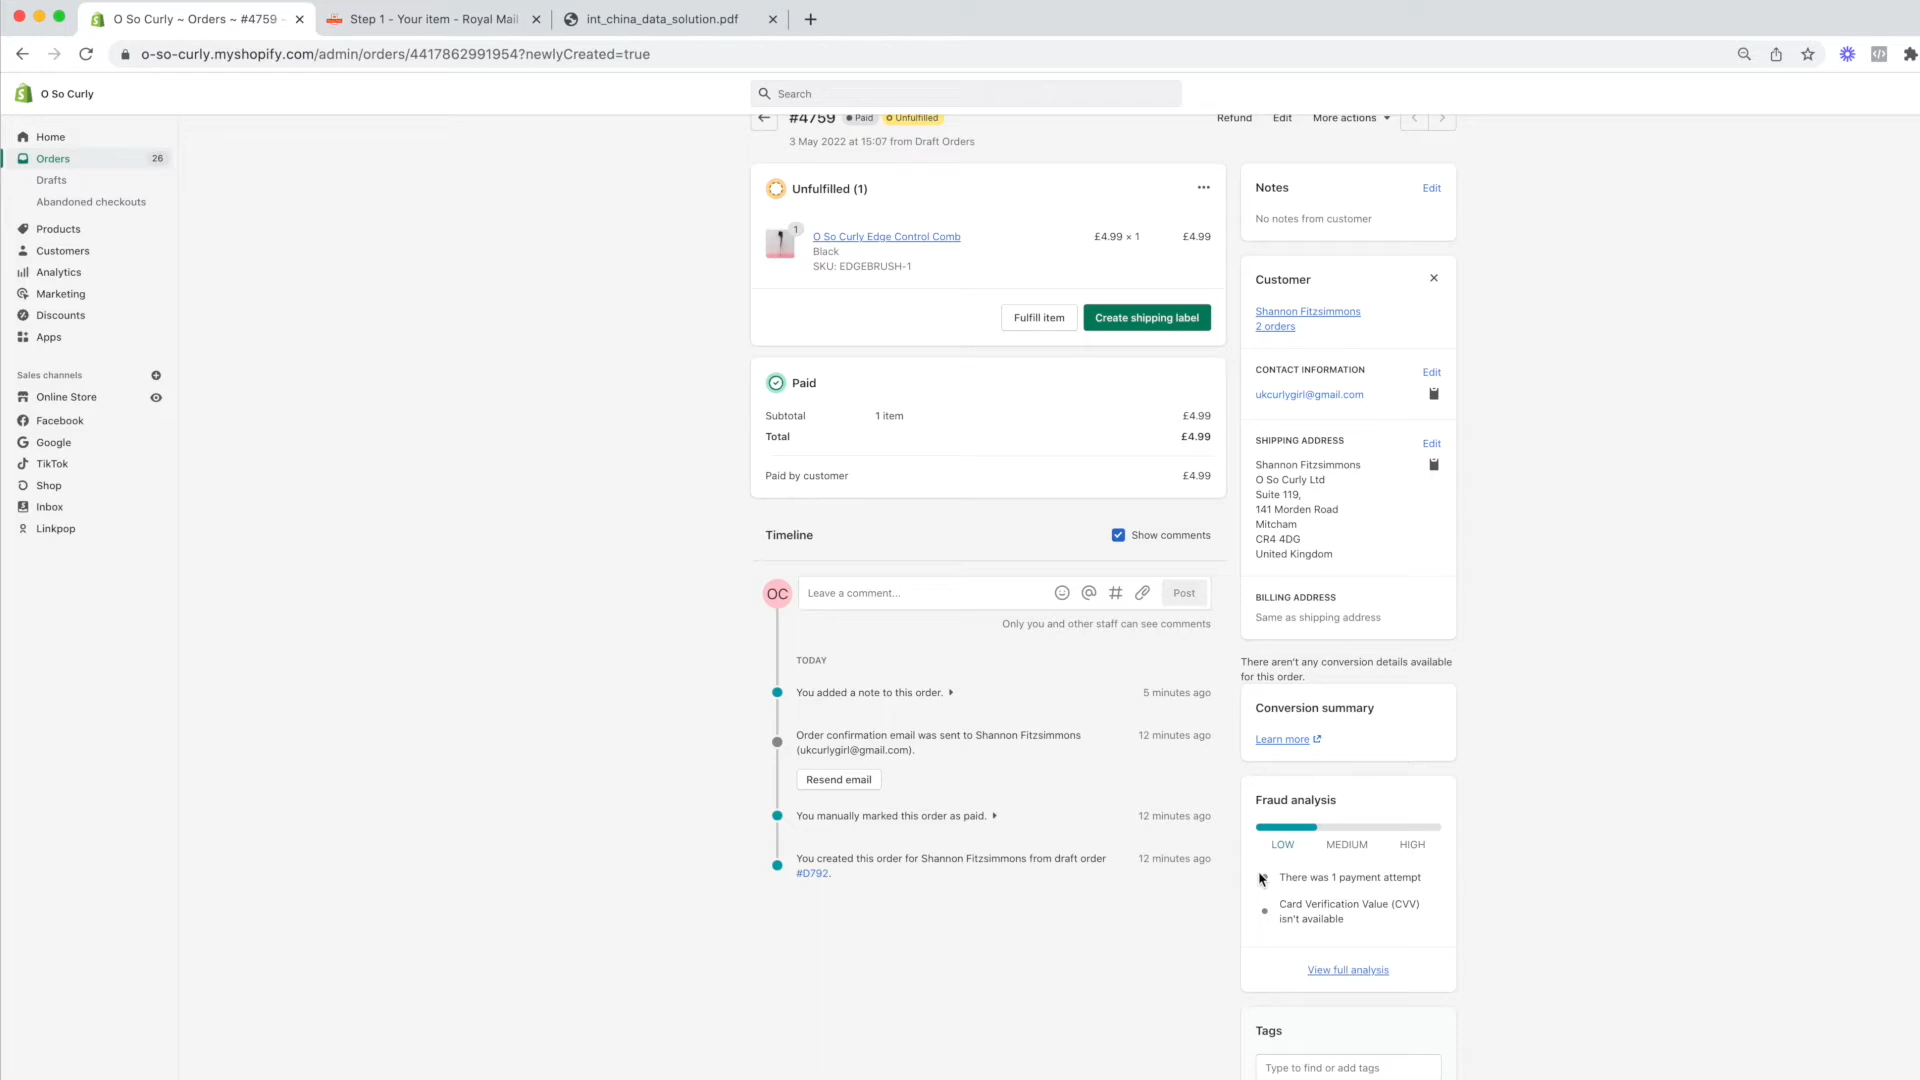 O So Curly ~ Orders ~ #4759 -
Step 1 - Your item - Royal Mail
int_china_data_solution.pdf
o-so-curly.myshopify.com/admin/orders/4417862991954?newlyCreated=true
O So Curly
Search
Home
Orders 26
Drafts
Abandoned checkouts
Products
Customers
Analytics
Marketing
Discounts
Apps
Sales channels
Online Store
Facebook
Google
TikTok
Shop
Inbox
Linkpop
#4759 Paid Unfulfilled
Refund Edit More actions
3 May 2022 at 15:07 from Draft Orders
Unfulfilled (1)
1
O So Curly Edge Control Comb £4.99 × 1 £4.99
Black
SKU: EDGEBRUSH-1
Fulfill item Create shipping label
Paid
Subtotal 1 item £4.99
Total £4.99
Paid by customer £4.99
Timeline Show comments
OC Leave a comment... Post
Only you and other staff can see comments
TODAY
You added a note to this order. 5 minutes ago
Order confirmation email was sent to Shannon Fitzsimmons 12 minutes ago
(ukcurlygirl@gmail.com).
Resend email
You manually marked this order as paid. 12 minutes ago
You created this order for Shannon Fitzsimmons from draft order 12 minutes ago
#D792.
Notes Edit
No notes from customer
Customer
Shannon Fitzsimmons
2 orders
CONTACT INFORMATION Edit
ukcurlygirl@gmail.com
SHIPPING ADDRESS Edit
Shannon Fitzsimmons
O So Curly Ltd
Suite 119,
141 Morden Road
Mitcham
CR4 4DG
United Kingdom
BILLING ADDRESS
Same as shipping address
There aren't any conversion details available
for this order.
Conversion summary
Learn more
Fraud analysis
LOW MEDIUM HIGH
There was 1 payment attempt
Card Verification Value (CVV)
isn't available
View full analysis
Tags
Type to find or add tags